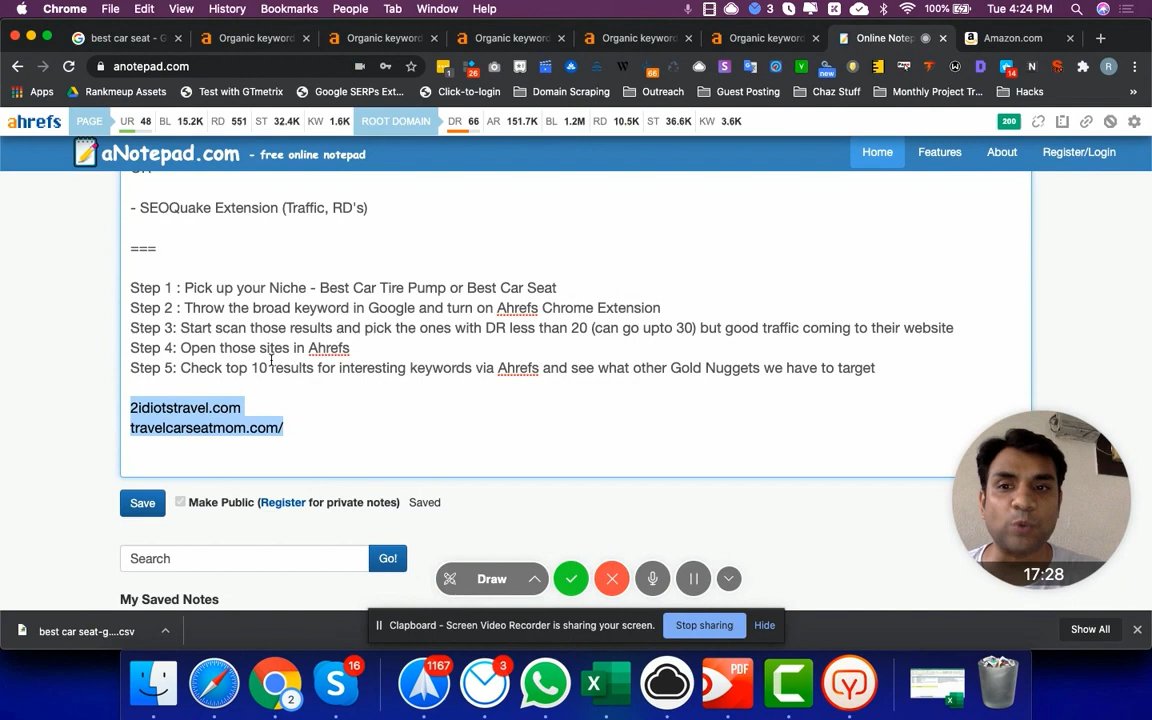 Chrome File Edit View History Bookmarks People Tab Window Help 3 100% Tue 4:24 PM
best car seat - G Organic keyword Organic keyword Organic keyword Organic keyword Organic keyword Online Notep Amazon.com
anotepad.com 1 26 66 new 14 R
Apps Rankmeup Assets Test with GTmetrix Google SERPs Ext... Click-to-login Domain Scraping Outreach Guest Posting Chaz Stuff Monthly Project Tr... Hacks »
ahrefs PAGE UR 48 BL 15.2K RD 551 ST 32.4K KW 1.6K ROOT DOMAIN DR 66 AR 151.7K BL 1.2M RD 10.5K ST 36.6K KW 3.6K 200
aNotepad.com - free online notepad Home Features About Register/Login
- SEOQuake Extension (Traffic, RD's)
===
Step 1 : Pick up your Niche - Best Car Tire Pump or Best Car Seat
Step 2 : Throw the broad keyword in Google and turn on Ahrefs Chrome Extension
Step 3: Start scan those results and pick the ones with DR less than 20 (can go upto 30) but good traffic coming to their website
Step 4: Open those sites in Ahrefs
Step 5: Check top 10 results for interesting keywords via Ahrefs and see what other Gold Nuggets we have to target
2idiotstravel.com
travelcarseatmom.com/
Save Make Public (Register for private notes) Saved
Search Go!
Draw
17:28
My Saved Notes
Clapboard - Screen Video Recorder is sharing your screen. Stop sharing Hide
best car seat-g....csv Show All
2 16 1167 3 PDF